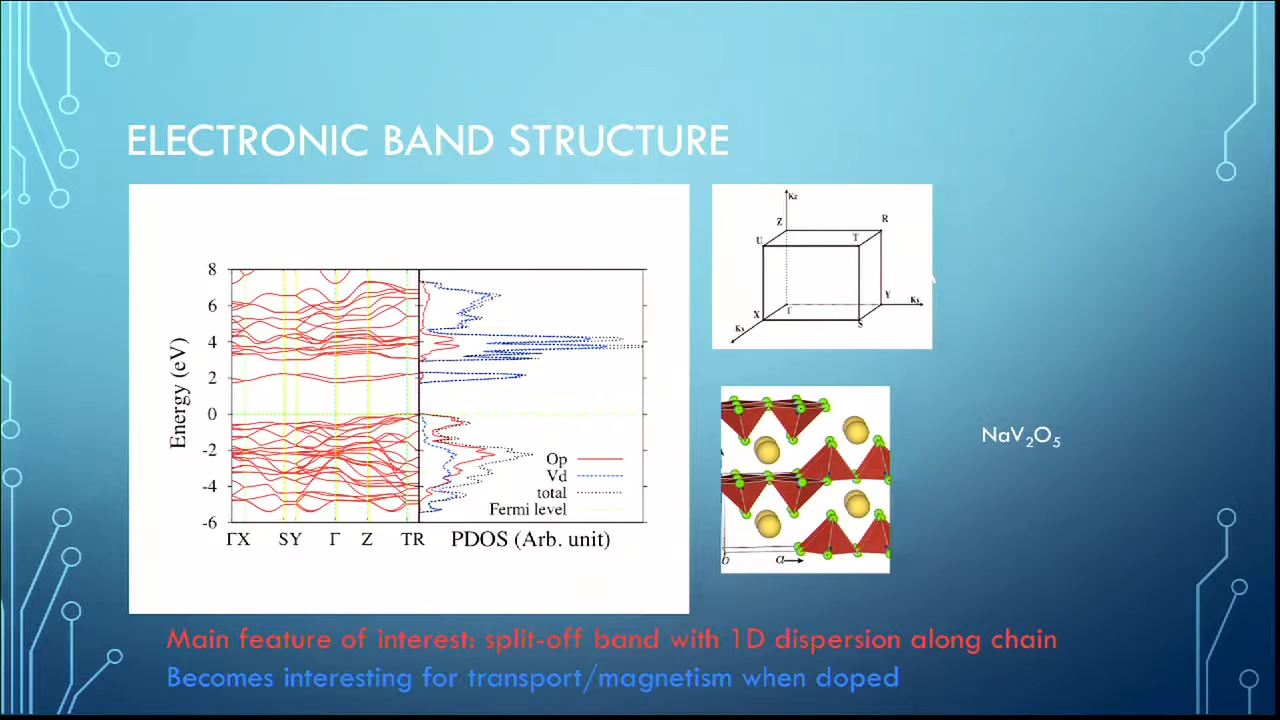 ELECTRONIC BAND STRUCTURE
8
6
4
2
0
-2
-4
-6
Energy (eV)
ΓX SY Γ Z TR
PDOS (Arb. unit)
Op
Vd
total
Fermi level
Kz
Z
R
U
T
Y
X
Γ
S
Kx
O
a
NaV₂O₅
Main feature of interest: split-off band with 1D dispersion along chain
Becomes interesting for transport/magnetism when doped